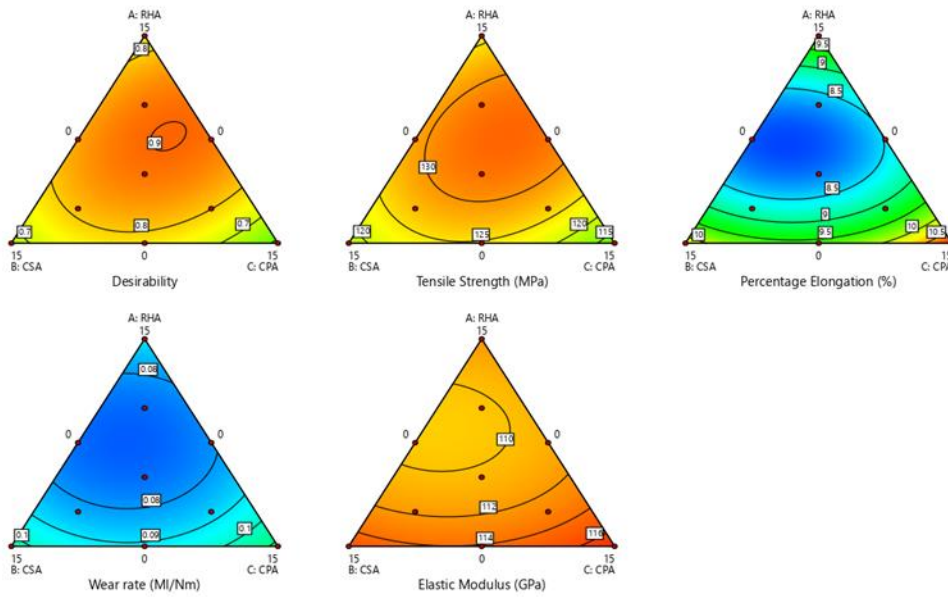 A: RHA
15
0.8
0
0
0.9
0.8
0.7
0.7
15
0
15
B: CSA
C: CPA
Desirability
A: RHA
15
130
120
125
120
115
15
0
15
B: CSA
C: CPA
Tensile Strength (MPa)
A: RHA
15
9.5
9
8.5
0
0
8.5
9
10
9.5
10
10.5
15
0
15
B: CSA
C: CPA
Percentage Elongation (%)
A: RHA
15
0.08
0
0
0.08
0.1
0.09
0.1
15
0
15
B: CSA
C: CPA
Wear rate (Ml/Nm)
A: RHA
15
110
112
114
116
15
0
15
B: CSA
C: CPA
Elastic Modulus (GPa)